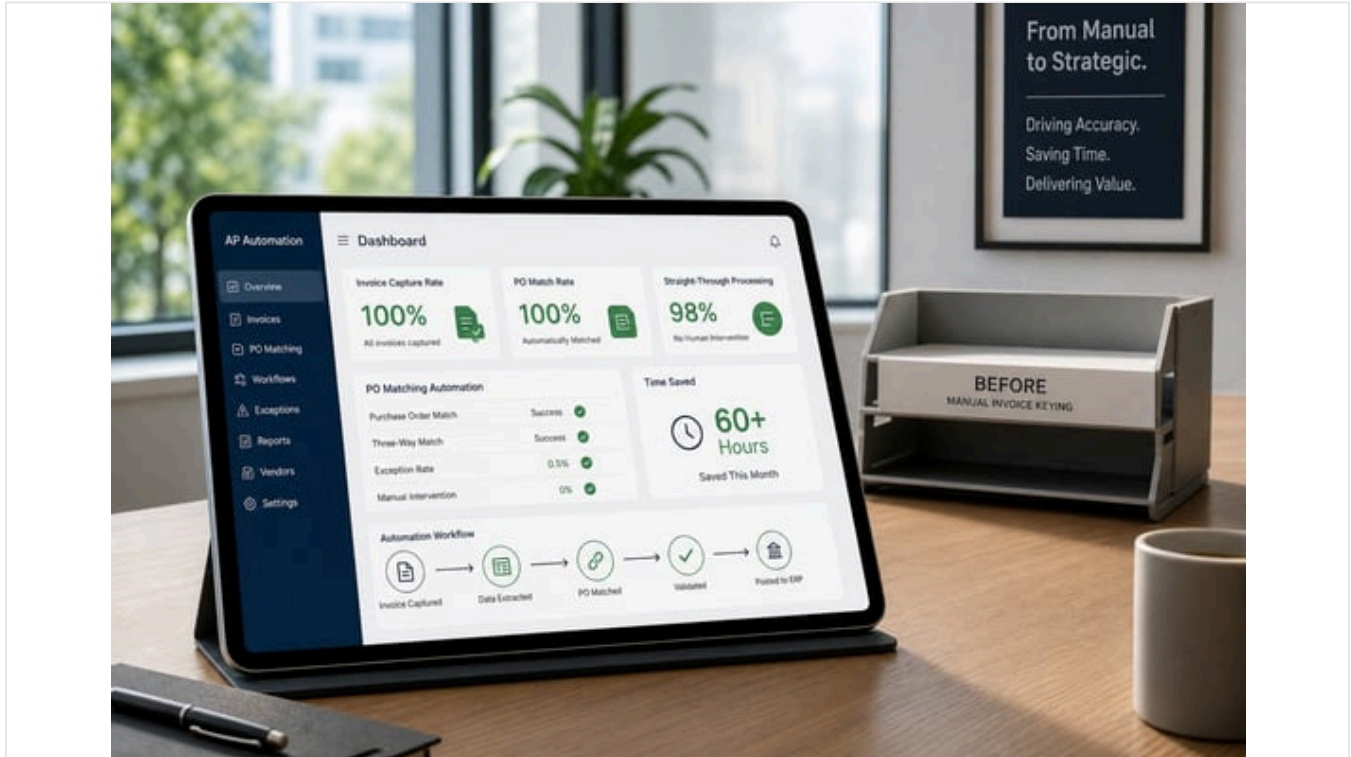 From Manual
to Strategic.
Driving Accuracy.
Saving Time.
Delivering Value.
AP Automation
Overview
Invoices
PO Matching
Workflows
Exceptions
Reports
Vendors
Settings
Dashboard
Invoice Capture Rate
100%
All invoices captured
PO Match Rate
100%
Automatically Matched
Straight-Through Processing
98%
No Human Intervention
PO Matching Automation
Purchase Order Match Success
Three-Way Match Success
Exception Rate 0.5%
Manual Intervention 0%
Time Saved
60+
Hours
Saved This Month
Automation Workflow
Invoice Captured
Data Extracted
PO Matched
Validated
Posted to ERP
BEFORE
MANUAL INVOICE KEYING